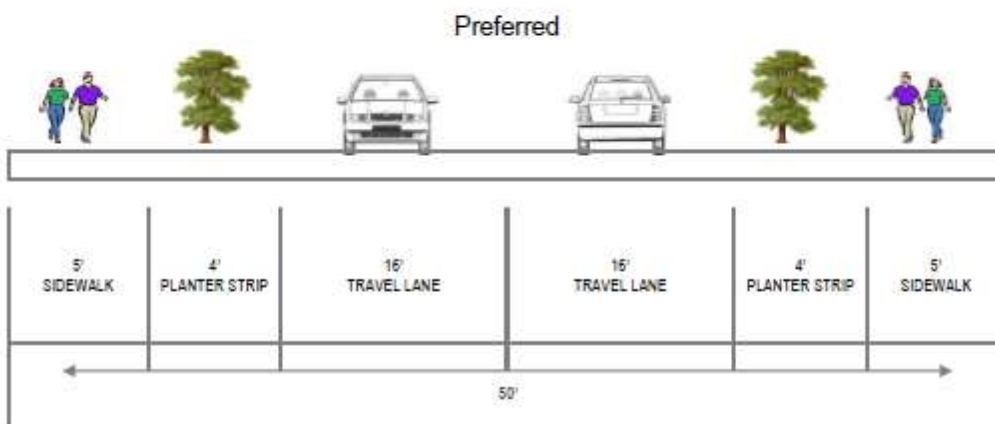 Preferred
5'
SIDEWALK
4'
PLANTER STRIP
16'
TRAVEL LANE
16'
TRAVEL LANE
4'
PLANTER STRIP
5'
SIDEWALK
50'